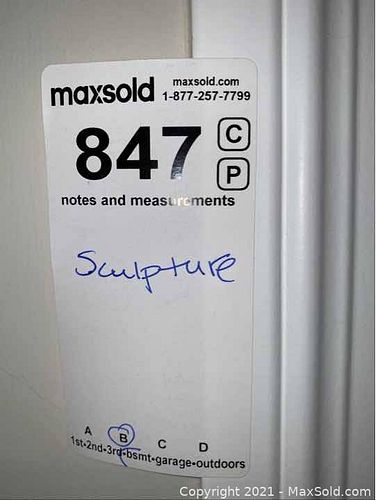 maxsold maxsold.com
1-877-257-7799
847 C
P
notes and measurements
Sculpture
A B C D
1st•2nd•3rd•bsmt•garage•outdoors
Copyright 2021 - MaxSold.com